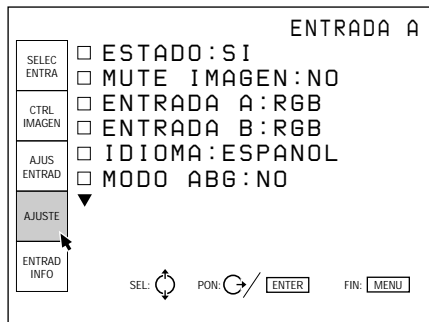 ENTRADA A
SELEC
ENTRA
CTRL
IMAGEN
AJUS
ENTRAD
AJUSTE
ENTRAD
INFO
ESTADO:SI
MUTE IMAGEN:NO
ENTRADA A:RGB
ENTRADA B:RGB
IDIOMA:ESPANOL
MODO ABG:NO
SEL: PON: / ENTER FIN: MENU